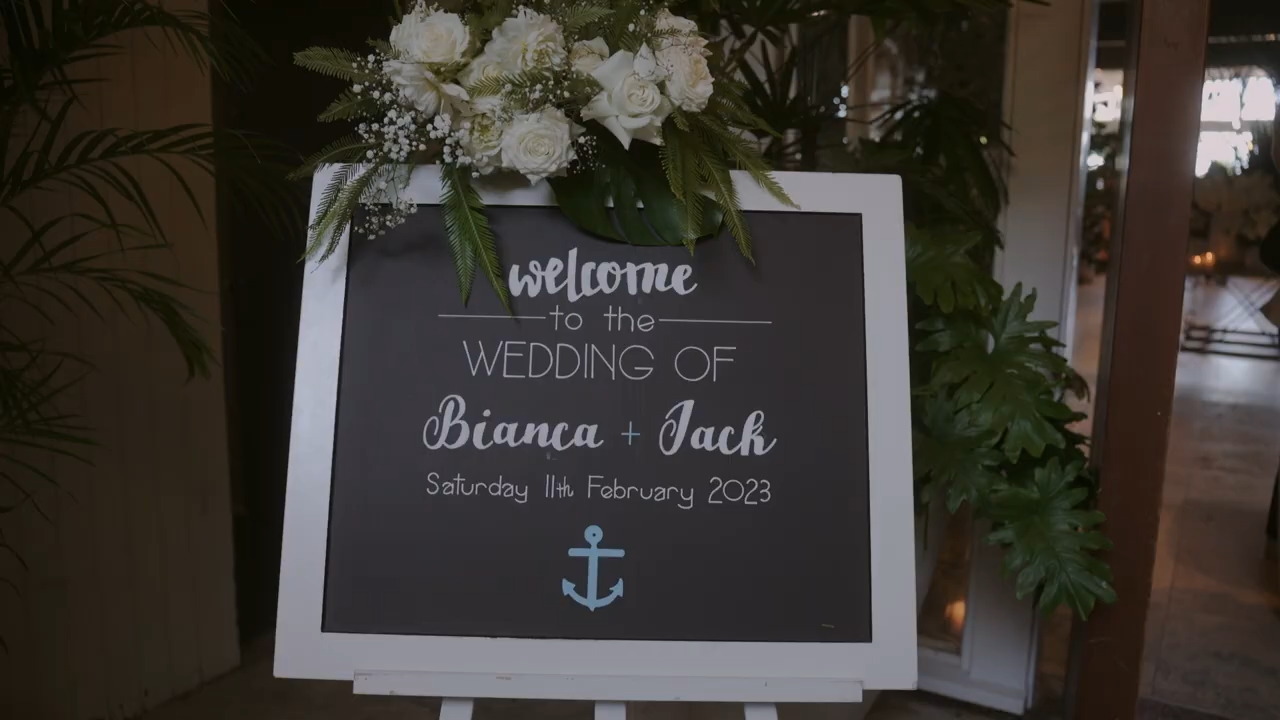 welcome
to the
WEDDING OF
Bianca + Jack
Saturday 11th February 2023